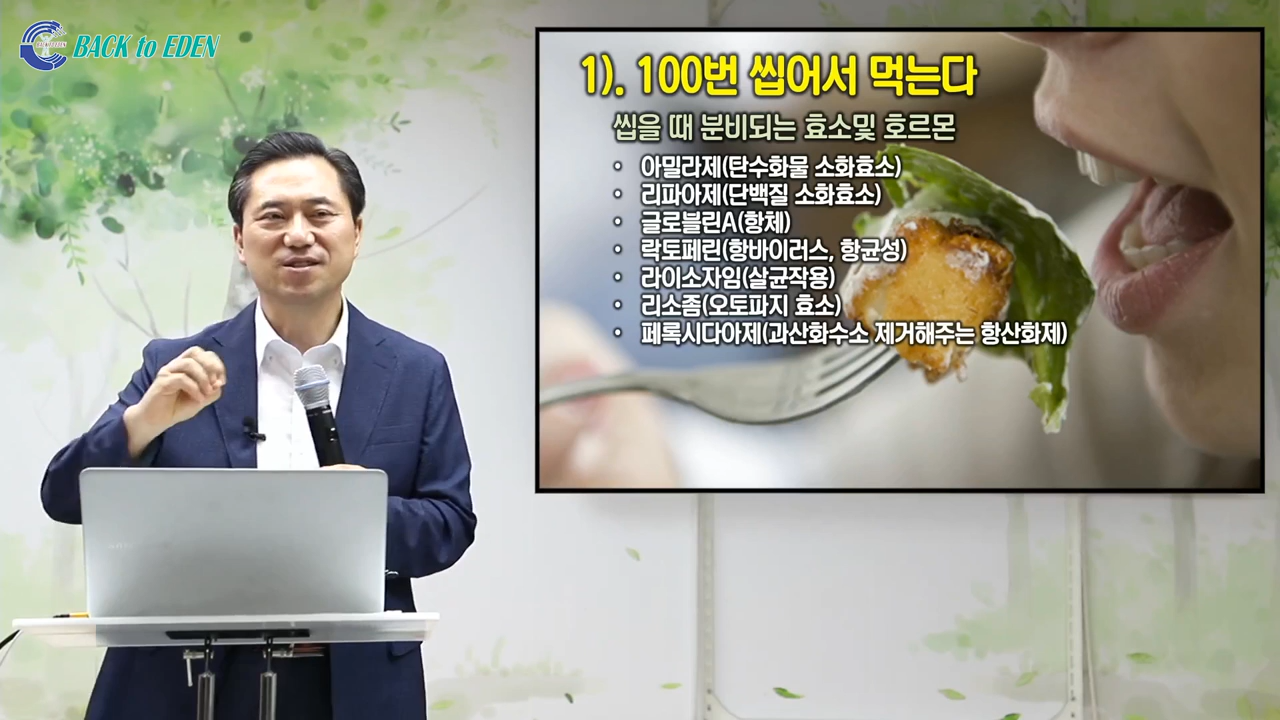 BACK to EDEN
1). 100번 씹어서 먹는다
씹을 때 분비되는 효소및 호르몬
• 아밀라제(탄수화물 소화효소)
• 리파아제(단백질 소화효소)
• 글로블린A(항체)
• 락토페린(항바이러스, 항균성)
• 라이소자임(살균작용)
• 리소좀(오토파지 효소)
• 페록시다아제(과산화수소 제거해주는 항산화제)